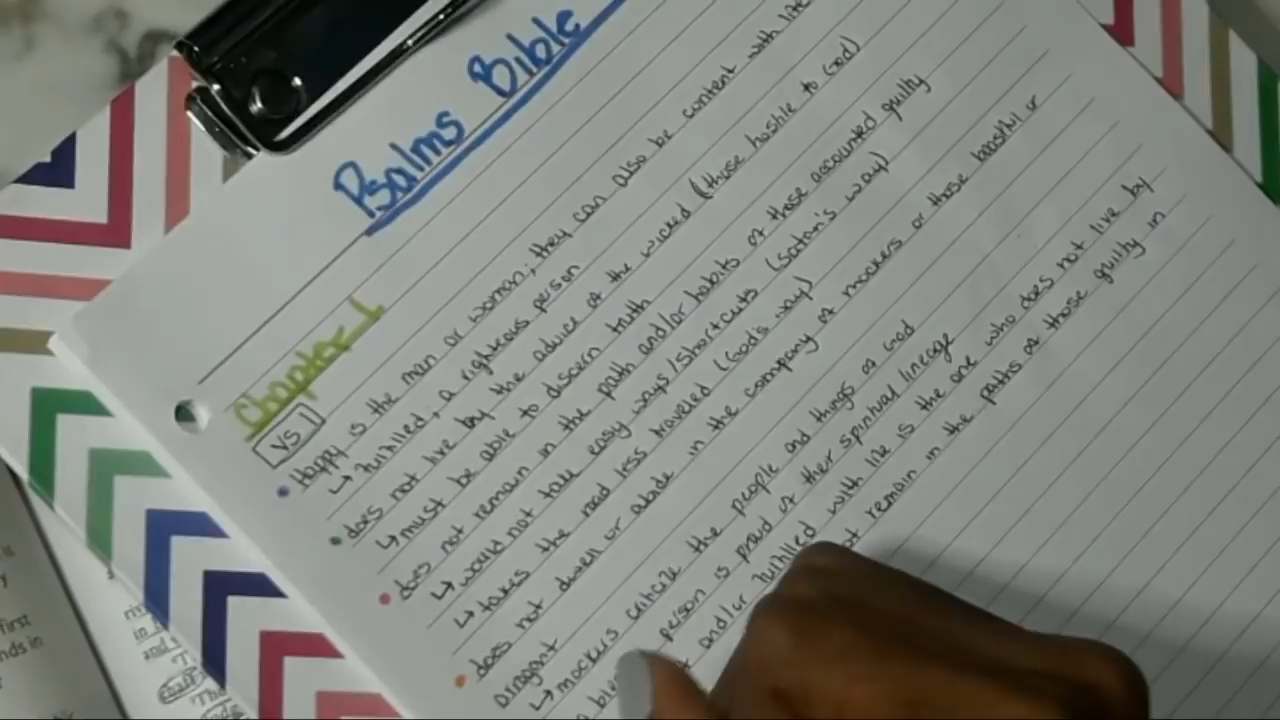 Psalms Bible
Chapter 1
VS
Happy is the man or woman; they can also be content with life
↳ fulfilled, a righteous person
does not live by the advice of the wicked (those hostile to God)
↳ must be able to discern truth
does not remain in the path and/or habits of those accounted guilty
↳ would not take easy ways/shortcuts (Satan's way)
↳ takes the road less traveled (God's way)
does not dwell or abide in the company of mockers or those boastful or
arrogant
↳ mockers criticize the people and things of God
person is proud of their spiritual lineage
and/or fulfilled with life is the one who does not live by
remain in the paths of those guilty in
first
nds in
and